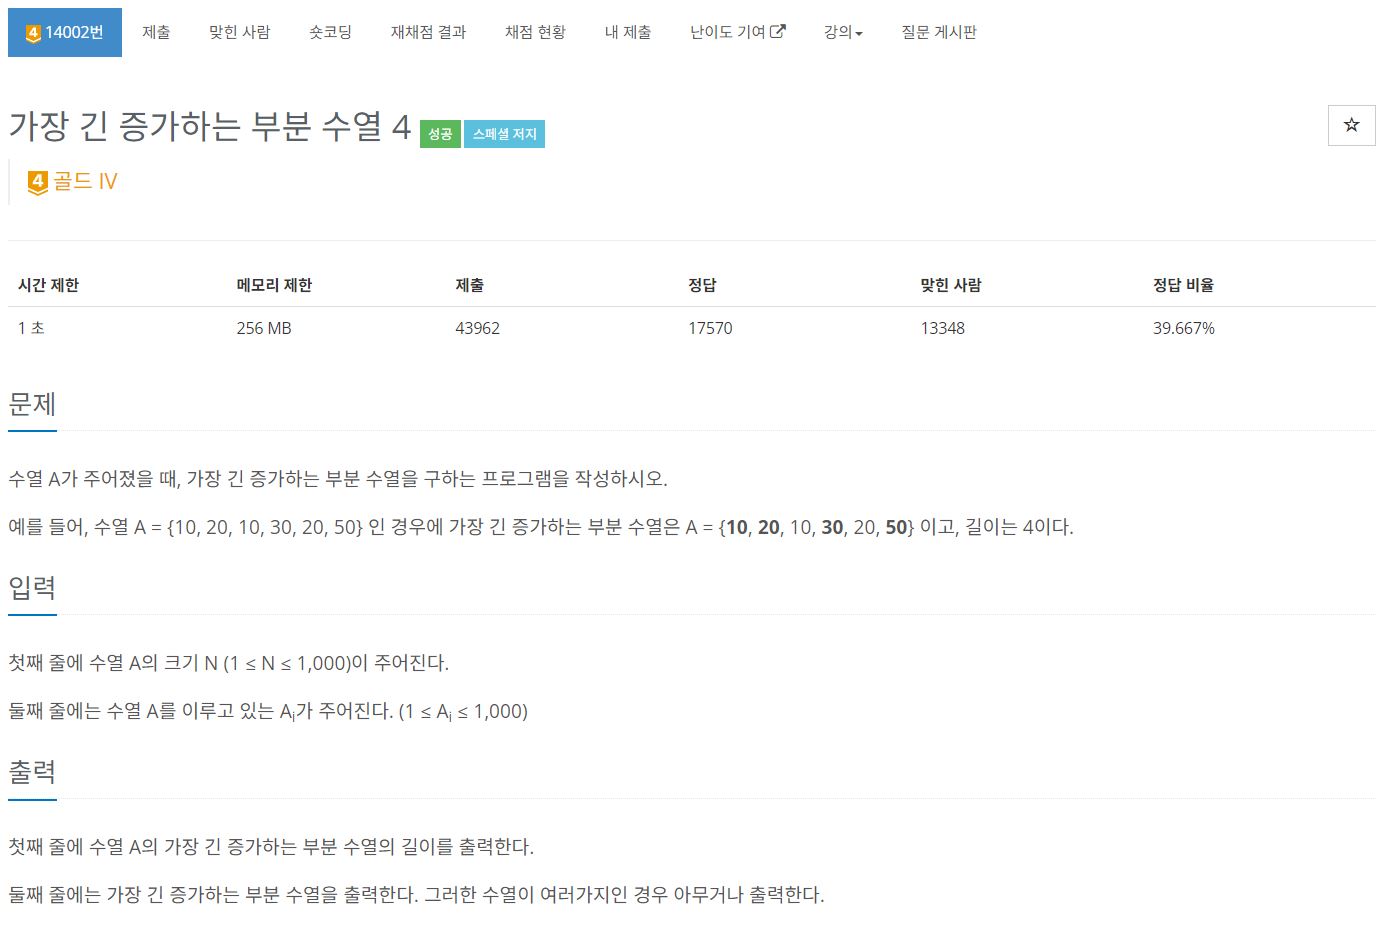 4 14002번 제출 맞힌 사람 숏코딩 재채점 결과 채점 현황 내 제출 난이도 기여 강의 질문 게시판
가장 긴 증가하는 부분 수열 4 성공 스페셜 저지
4 골드 IV
시간 제한 메모리 제한 제출 정답 맞힌 사람 정답 비율
1 초 256 MB 43962 17570 13348 39.667%
문제
수열 A가 주어졌을 때, 가장 긴 증가하는 부분 수열을 구하는 프로그램을 작성하시오.
예를 들어, 수열 A = {10, 20, 10, 30, 20, 50} 인 경우에 가장 긴 증가하는 부분 수열은 A = {10, 20, 10, 30, 20, 50} 이고, 길이는 4이다.
입력
첫째 줄에 수열 A의 크기 N (1 ≤ N ≤ 1,000)이 주어진다.
둘째 줄에는 수열 A를 이루고 있는 Ai가 주어진다. (1 ≤ Ai ≤ 1,000)
출력
첫째 줄에 수열 A의 가장 긴 증가하는 부분 수열의 길이를 출력한다.
둘째 줄에는 가장 긴 증가하는 부분 수열을 출력한다. 그러한 수열이 여러가지인 경우 아무거나 출력한다.